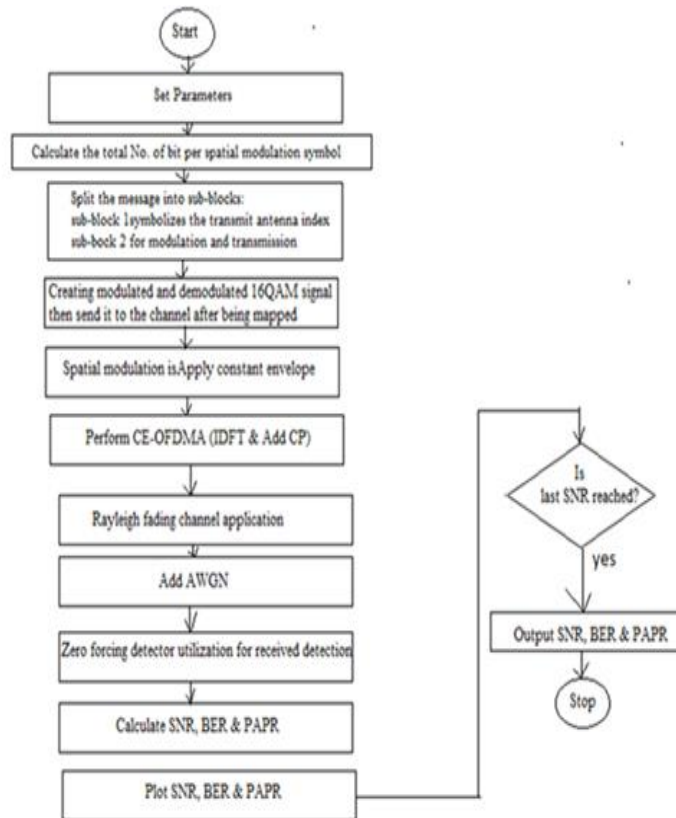 Start
Set Parameters
Calculate the total No. of bit per spatial modulation symbol
Split the message into sub-blocks:
sub-block 1symbolizes the transmit antenna index
sub-bock 2 for modulation and transmission
Creating modulated and demodulated 16QAM signal
then send it to the channel after being mapped
Spatial modulation isApply constant envelope
Perform CE-OFDMA (IDFT & Add CP)
Rayleigh fading channel application
Add AWGN
Zero forcing detector utilization for received detection
Calculate SNR, BER & PAPR
Plot SNR, BER & PAPR
Is
last SNR reached?
yes
Output SNR, BER & PAPR
Stop